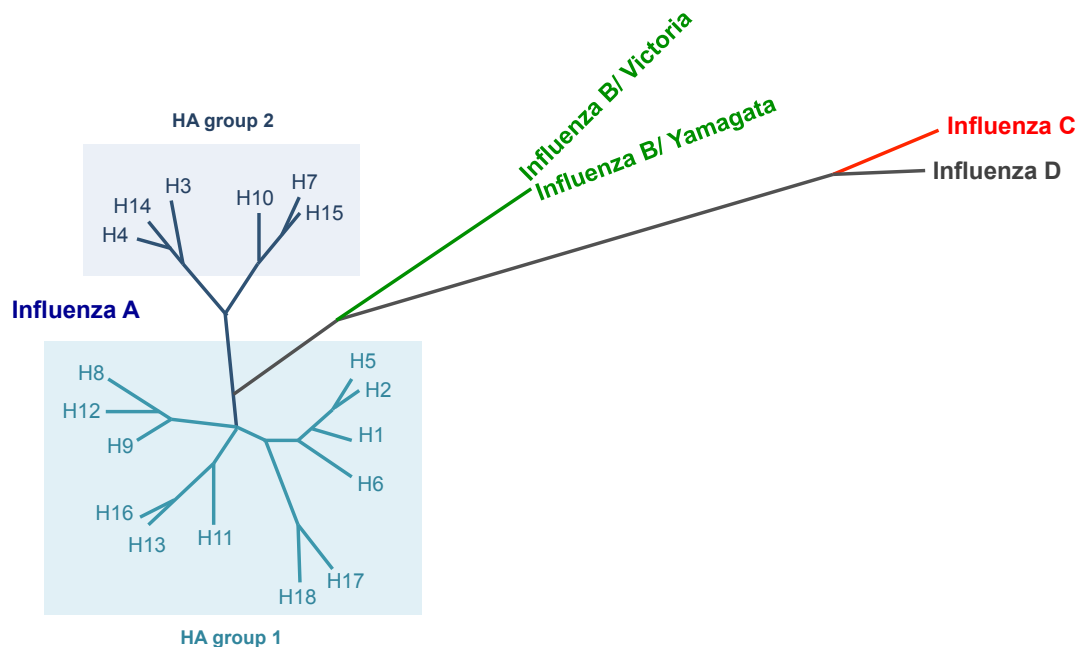 Influenza B/ Victoria
Influenza B/ Yamagata
Influenza C
Influenza D
HA group 2
H7
H3
H10
H14
H15
H4
Influenza A
H5
H8
H2
H12
H1
H9
H6
H16
H11
H13
H17
H18
HA group 1